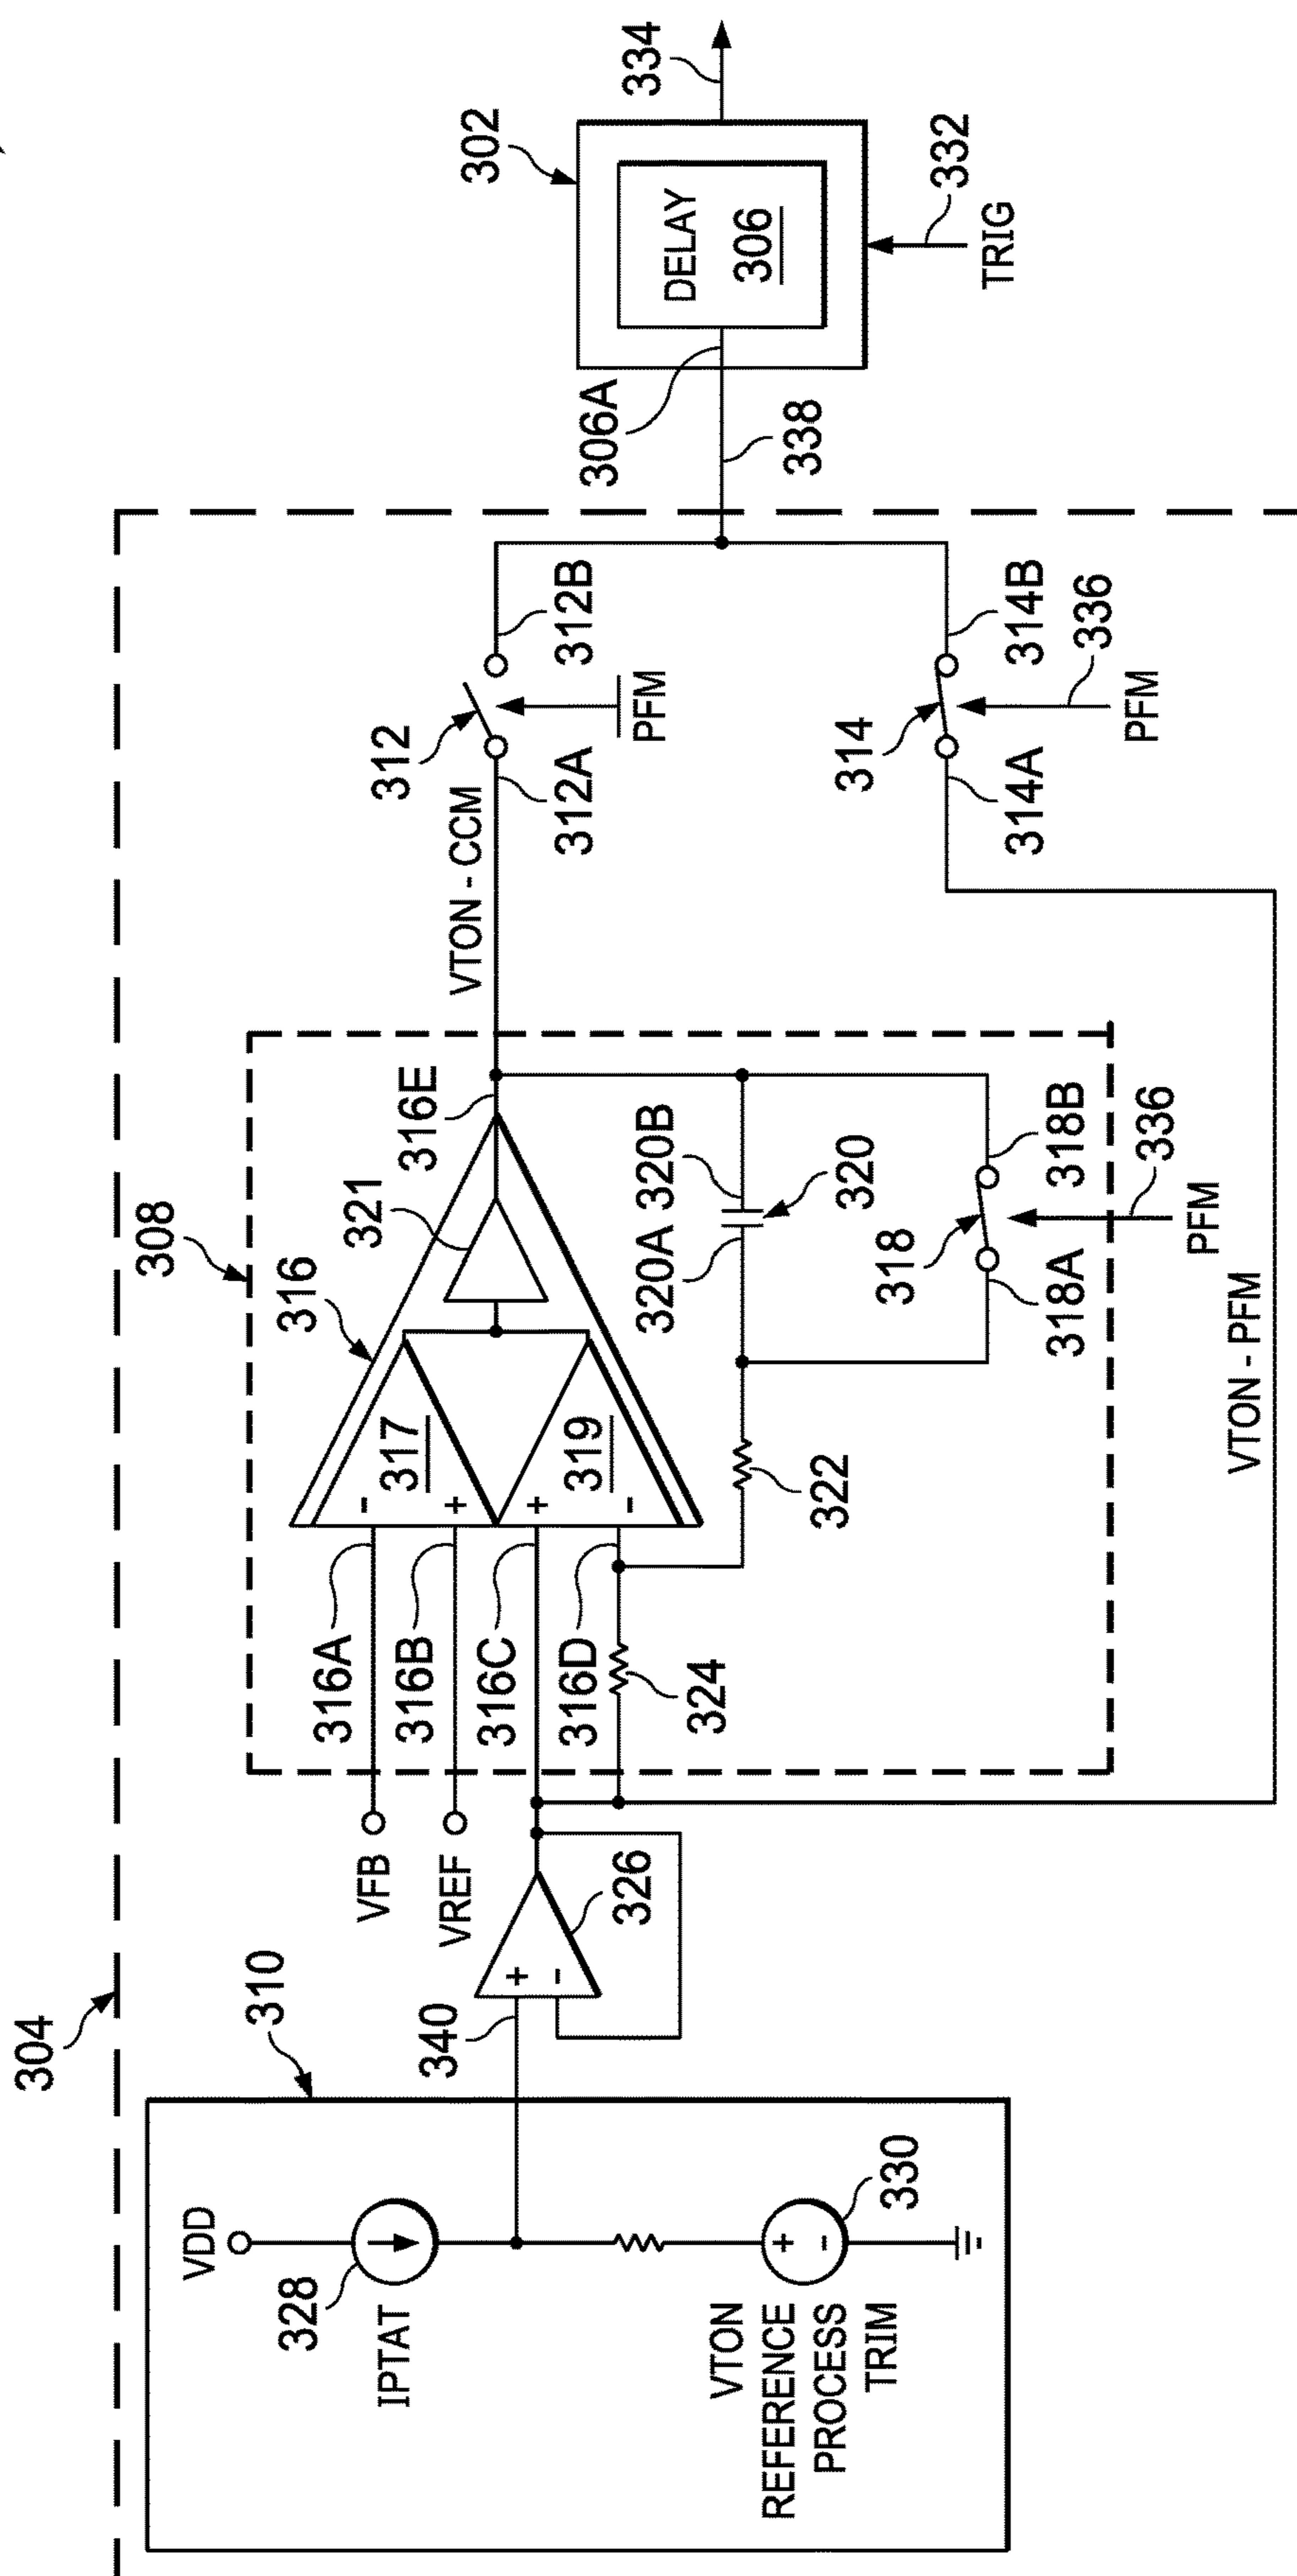 304
310
VDD
328
IPTAT
VTON
REFERENCE
PROCESS
TRIM
+
-
330
340
+
-
326
VFB
VREF
308
316
316A
316B
316C
316D
324
-
317
+
+
319
-
321
316E
322
320A
320B
320
318
318A
318B
336
PFM
VTON - PFM
VTON - CCM
312
312A
312B
PFM
314
314A
314B
336
PFM
338
306A
302
DELAY
306
332
TRIG
334